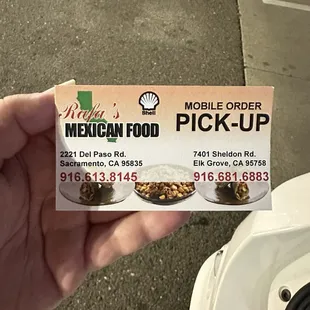 Rafa's
MEXICAN FOOD
Shell
MOBILE ORDER
PICK-UP
2221 Del Paso Rd.
Sacramento, CA 95835
916.613.8145
7401 Sheldon Rd.
Elk Grove, CA 95758
916.681.6883